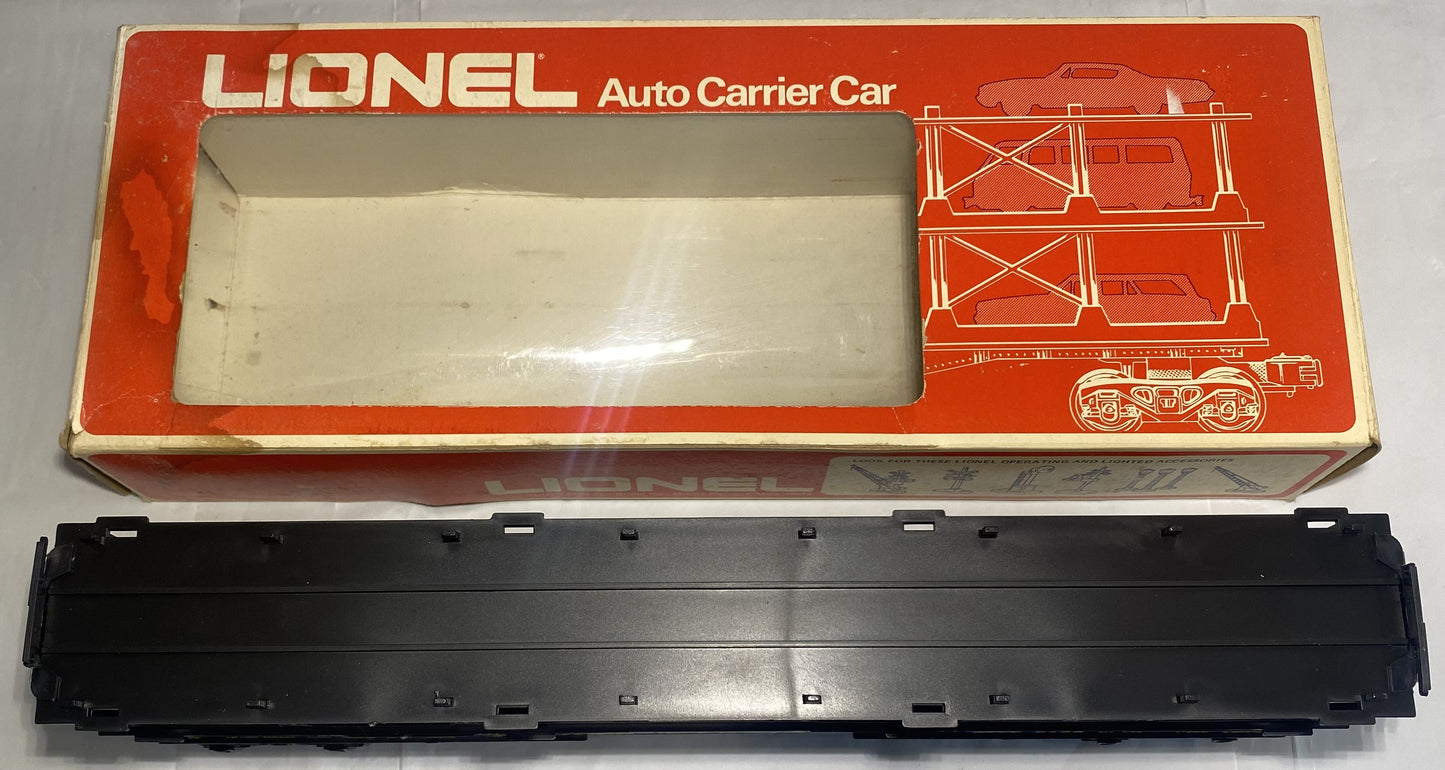 LIONEL® Auto Carrier Car
LOOK FOR THESE LIONEL OPERATING AND LIGHTED ACCESSORIES
LIONEL